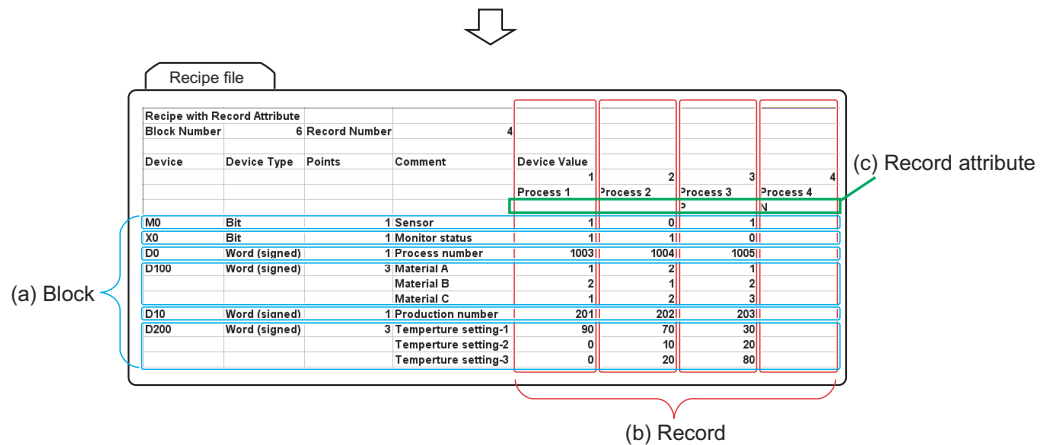 Recipe file
Recipe with Record Attribute
Block Number 6 Record Number 4
Device Device Type Points Comment Device Value
1 2 3 4
(c) Record attribute
Process 1 Process 2 Process 3 Process 4
P N
M0 Bit 1 Sensor 1 0 1
X0 Bit 1 Monitor status 1 1 0
D0 Word (signed) 1 Process number 1003 1004 1005
D100 Word (signed) 3 Material A 1 2 1
(a) Block
Material B 2 1 2
Material C 1 2 3
D10 Word (signed) 1 Production number 201 202 203
D200 Word (signed) 3 Temperture setting-1 90 70 30
Temperture setting-2 0 10 20
Temperture setting-3 0 20 80
(b) Record